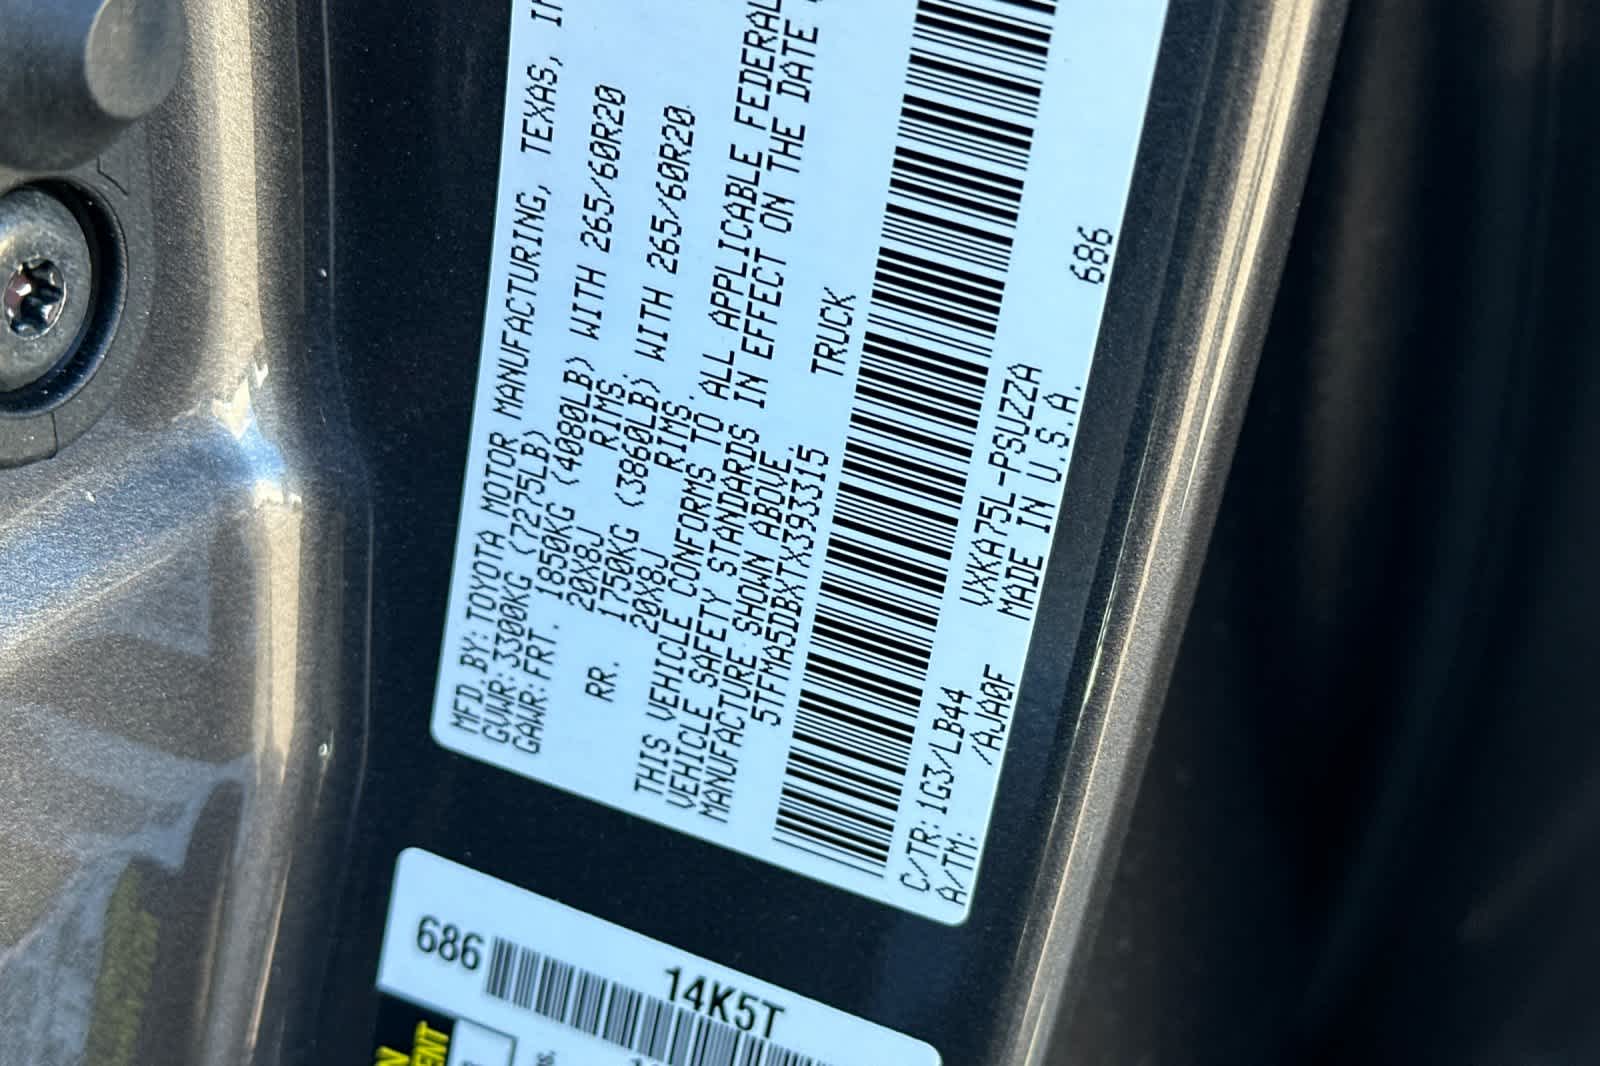 MFD.BY:TOYOTA MOTOR MANUFACTURING, TEXAS,
GVWR:3300KG (7275LB)
GAWR:FRT. 1850KG (4080LB) WITH 265/60R20
20X8J RIMS.
RR. 1750KG (3860LB) WITH 265/60R20
20X8J RIMS.
THIS VEHICLE CONFORMS TO ALL APPLICABLE FEDERAL
VEHICLE SAFETY STANDARDS IN EFFECT ON THE DATE
MANUFACTURE SHOWN ABOVE.
5TFMA5DBXTX393315 TRUCK
C/TR:1G3/LB44 VXKA75L-PSUZZA
A/TM: /AJA0F MADE IN U.S.A. 686
686
14K5T